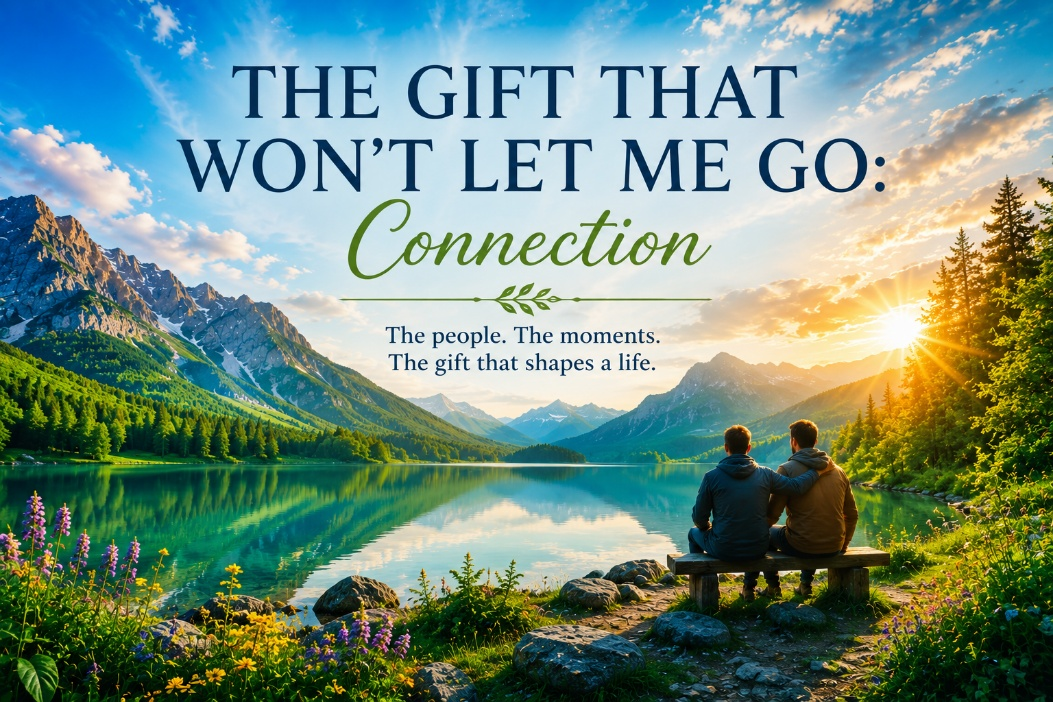 THE GIFT THAT
WON’T LET ME GO:
Connection
The people. The moments.
The gift that shapes a life.